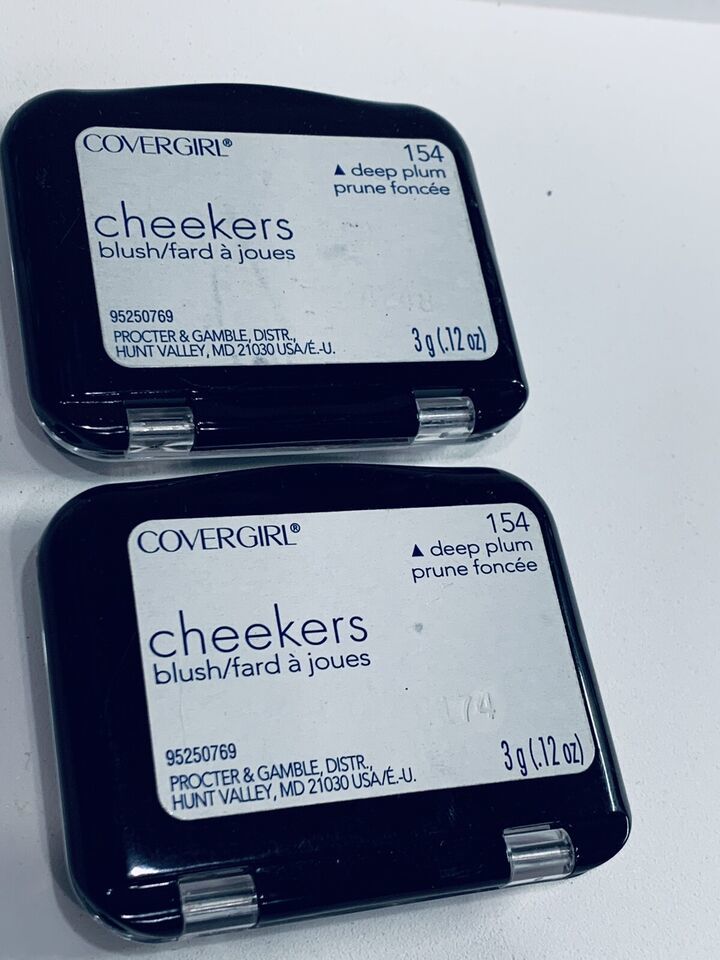 COVERGIRL®
154
▲ deep plum
prune foncée
cheekers
blush/fard à joues
95250769
PROCTER & GAMBLE, DISTR.,
HUNT VALLEY, MD 21030 USA/É.-U.
3 g (.12 oz)
COVERGIRL®
154
▲ deep plum
prune foncée
cheekers
blush/fard à joues
174
95250769
PROCTER & GAMBLE, DISTR.,
HUNT VALLEY, MD 21030 USA/É.-U.
3 g (.12 oz)